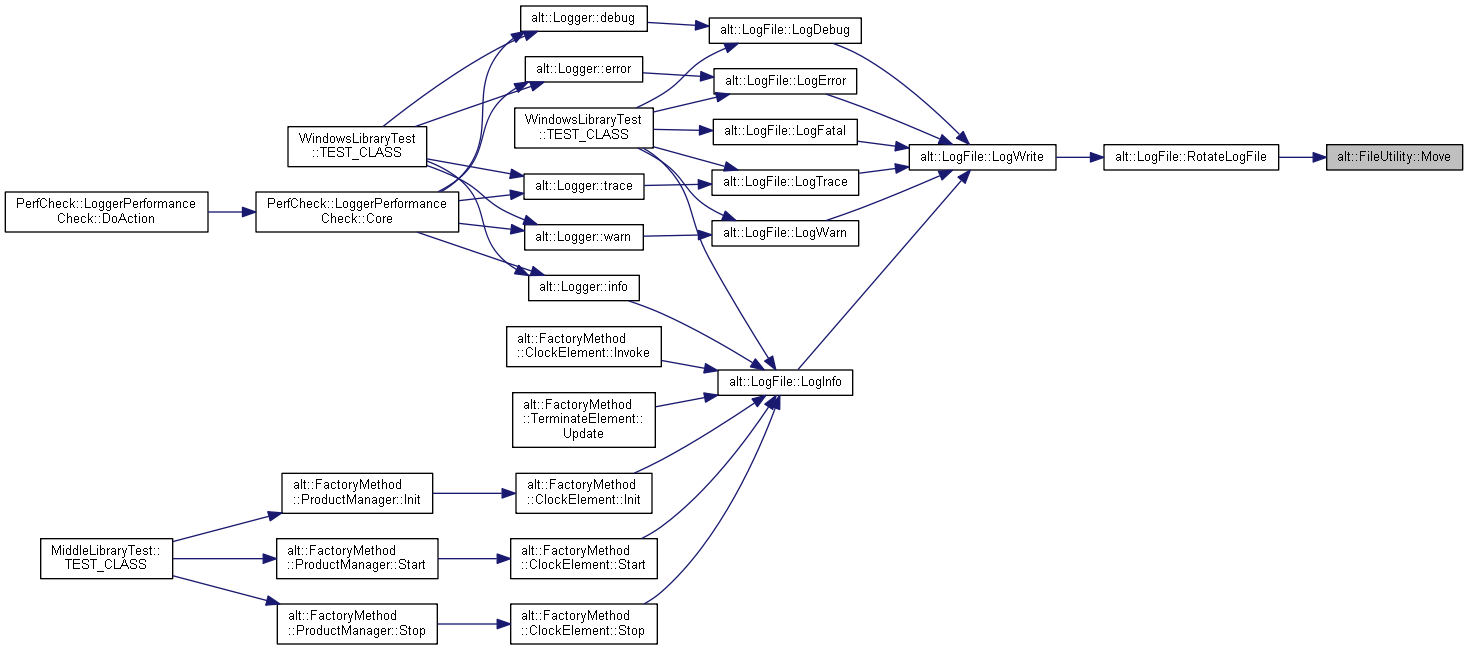 alt::Logger::debug
alt::LogFile::LogDebug
alt::Logger::error
alt::LogFile::LogError
WindowsLibraryTest
::TEST_CLASS
WindowsLibraryTest
::TEST_CLASS
alt::LogFile::LogFatal
alt::LogFile::LogWrite
alt::LogFile::RotateLogFile
alt::FileUtility::Move
alt::Logger::trace
alt::LogFile::LogTrace
PerfCheck::LoggerPerformance
Check::DoAction
PerfCheck::LoggerPerformance
Check::Core
alt::Logger::warn
alt::LogFile::LogWarn
alt::Logger::info
alt::FactoryMethod
::ClockElement::Invoke
alt::LogFile::LogInfo
alt::FactoryMethod
::TerminateElement::
Update
alt::FactoryMethod
::ProductManager::Init
alt::FactoryMethod
::ClockElement::Init
MiddleLibraryTest::
TEST_CLASS
alt::FactoryMethod
::ProductManager::Start
alt::FactoryMethod
::ClockElement::Start
alt::FactoryMethod
::ProductManager::Stop
alt::FactoryMethod
::ClockElement::Stop